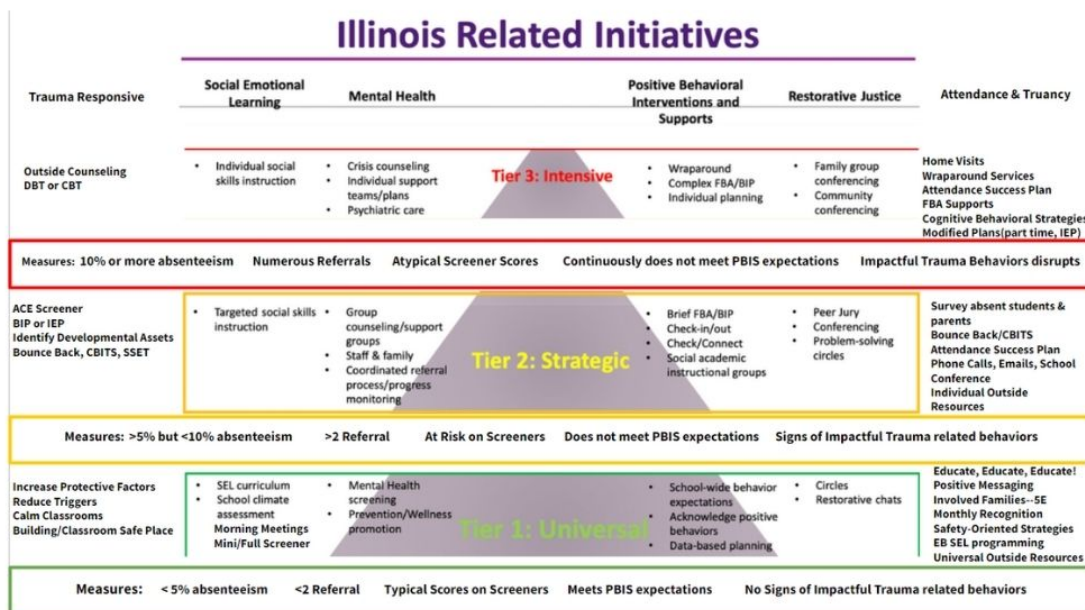 Illinois Related Initiatives
Trauma Responsive
Social Emotional
Learning
Mental Health
Positive Behavioral
Interventions and
Supports
Restorative Justice
Attendance & Truancy
Outside Counseling
DBT or CBT
• Individual social
skills instruction
• Crisis counseling
• Individual support
teams/plans
• Psychiatric care
Tier 3: Intensive
• Wraparound
• Complex FBA/BIP
• Individual planning
• Family group
conferencing
• Community
conferencing
Home Visits
Wraparound Services
Attendance Success Plan
FBA Supports
Cognitive Behavioral Strategies
Modified Plans(part time, IEP)
Measures: 10% or more absenteeism Numerous Referrals Atypical Screener Scores Continuously does not meet PBIS expectations Impactful Trauma Behaviors disrupts
ACE Screener
BIP or IEP
Identify Developmental Assets
Bounce Back, CBITS, SSET
• Targeted social skills
instruction
• Group
counseling/support
groups
• Staff & family
• Coordinated referral
process/progress
monitoring
Tier 2: Strategic
• Brief FBA/BIP
• Check-in/out
• Check/Connect
• Social academic
instructional groups
• Peer Jury
• Conferencing
• Problem-solving
circles
Survey absent students &
parents
Bounce Back/CBITS
Attendance Success Plan
Phone Calls, Emails, School
Conference
Individual Outside
Resources
Measures: >5% but <10% absenteeism >2 Referral At Risk on Screeners Does not meet PBIS expectations Signs of Impactful Trauma related behaviors
Increase Protective Factors
Reduce Triggers
Calm Classrooms
Building/Classroom Safe Place
• SEL curriculum
• School climate
assessment
Morning Meetings
Mini/Full Screener
• Mental Health
screening
• Prevention/Wellness
promotion
Tier 1: Universal
• School-wide behavior
expectations
• Acknowledge positive
behaviors
• Data-based planning
• Circles
• Restorative chats
Educate, Educate, Educate!
Positive Messaging
Involved Families--5E
Monthly Recognition
Safety-Oriented Strategies
EB SEL programming
Universal Outside Resources
Measures: < 5% absenteeism <2 Referral Typical Scores on Screeners Meets PBIS expectations No Signs of Impactful Trauma related behaviors